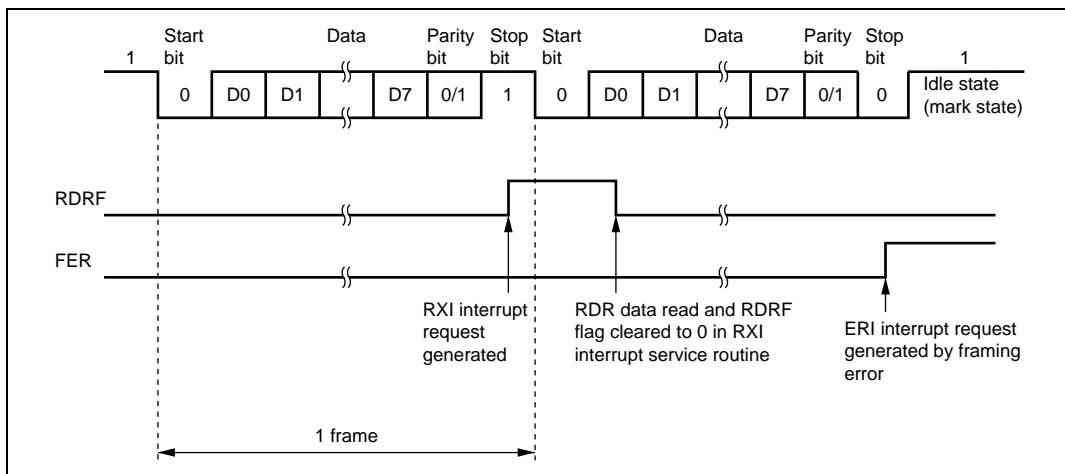 Start bit Data Parity bit Stop bit Start bit Data Parity bit Stop bit
1 1
0 D0 D1 D7 0/1 1 0 D0 D1 D7 0/1 0 Idle state
(mark state)
RDRF
FER
RXI interrupt
request
generated
RDR data read and RDRF
flag cleared to 0 in RXI
interrupt service routine
ERI interrupt request
generated by framing
error
1 frame